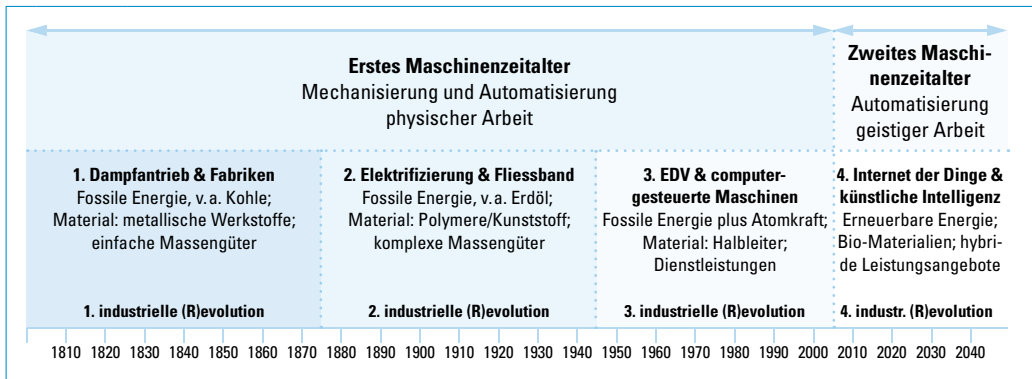 Erstes Maschinenzeitalter
Mechanisierung und Automatisierung
physischer Arbeit
Zweites Maschi-
nenzeitalter
Automatisierung
geistiger Arbeit
1. Dampfantrieb & Fabriken
Fossile Energie, v. a. Kohle;
Material: metallische Werkstoffe;
einfache Massengüter
1. industrielle (R)evolution
2. Elektrifizierung & Fliessband
Fossile Energie, v. a. Erdöl;
Material: Polymere/Kunststoff;
komplexe Massengüter
2. industrielle (R)evolution
3. EDV & computer-
gesteuerte Maschinen
Fossile Energie plus Atomkraft;
Material: Halbleiter;
Dienstleistungen
3. industrielle (R)evolution
4. Internet der Dinge &
künstliche Intelligenz
Erneuerbare Energie;
Bio-Materialien; hybri-
de Leistungsangebote
4. industr. (R)evolution
1810 1820 1830 1840 1850 1860 1870 1880 1890 1900 1910 1920 1930 1940 1950 1960 1970 1980 1990 2000 2010 2020 2030 2040